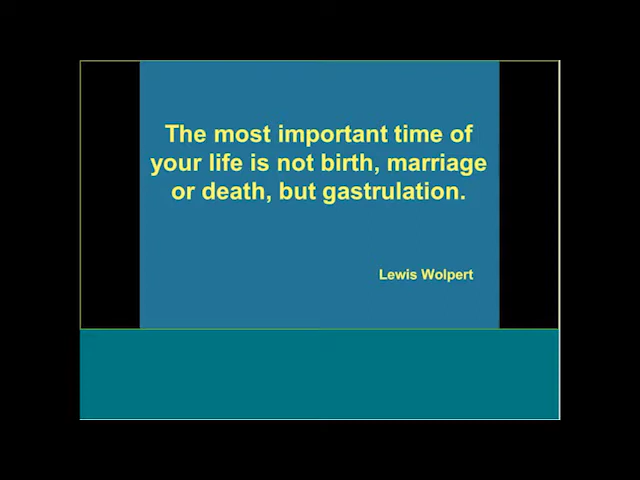 The most important time of
your life is not birth, marriage
or death, but gastrulation.
Lewis Wolpert